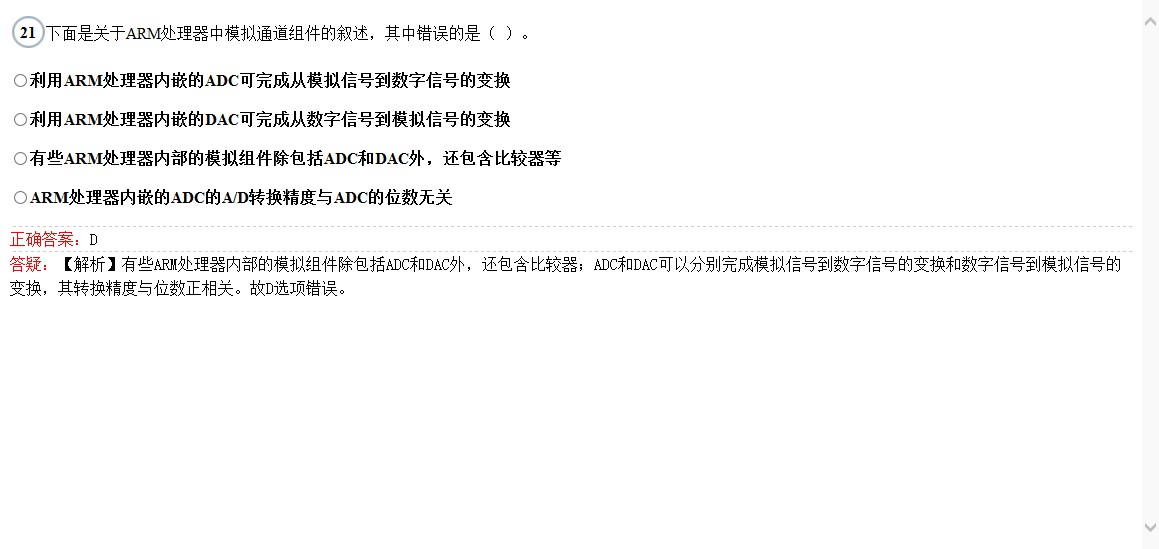 21 下面是关于ARM处理器中模拟通道组件的叙述，其中错误的是（ ）。
利用ARM处理器内嵌的ADC可完成从模拟信号到数字信号的变换
利用ARM处理器内嵌的DAC可完成从数字信号到模拟信号的变换
有些ARM处理器内部的模拟组件除包括ADC和DAC外，还包含比较器等
ARM处理器内嵌的ADC的A/D转换精度与ADC的位数无关
正确答案：D
答疑：【解析】有些ARM处理器内部的模拟组件除包括ADC和DAC外，还包含比较器；ADC和DAC可以分别完成模拟信号到数字信号的变换和数字信号到模拟信号的
变换，其转换精度与位数正相关。故D选项错误。